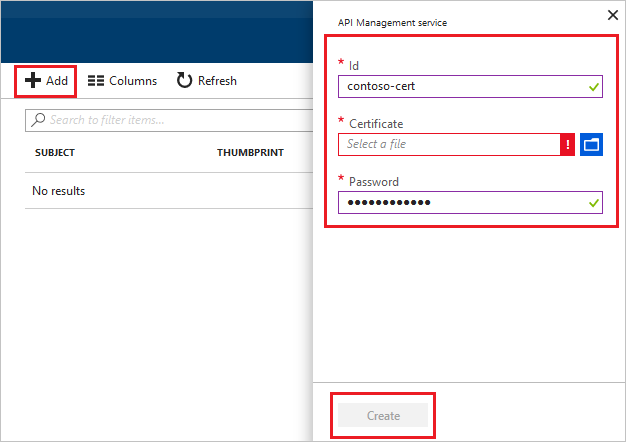 API Management service
Add
Columns
Refresh
Search to filter items...
SUBJECT
THUMBPRINT
No results
* Id
contoso-cert
* Certificate
Select a file
!
* Password
••••••••••••
Create